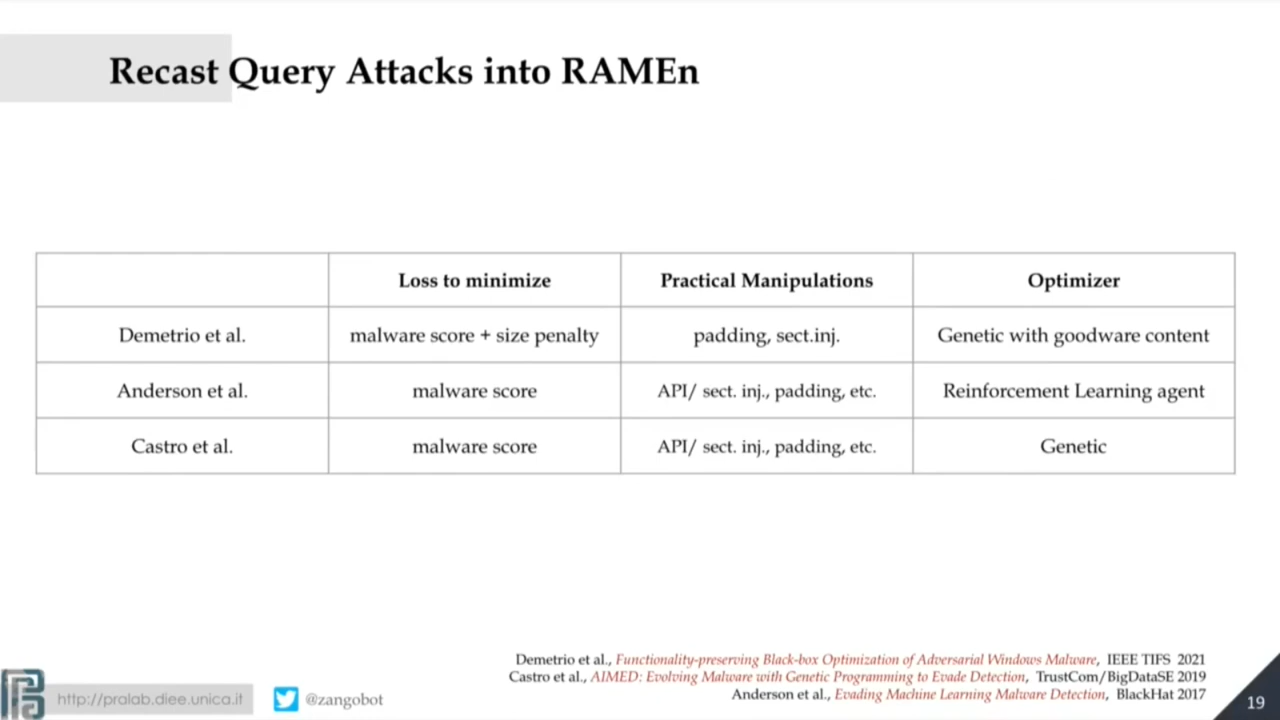 Recast Query Attacks into RAMEn
Loss to minimize Practical Manipulations Optimizer
Demetrio et al. malware score + size penalty padding, sect.inj. Genetic with goodware content
Anderson et al. malware score API/ sect. inj., padding, etc. Reinforcement Learning agent
Castro et al. malware score API/ sect. inj., padding, etc. Genetic
Demetrio et al., Functionality-preserving Black-box Optimization of Adversarial Windows Malware, IEEE TIFS 2021
Castro et al., AIMED: Evolving Malware with Genetic Programming to Evade Detection, TrustCom/BigDataSE 2019
Anderson et al., Evading Machine Learning Malware Detection, BlackHat 2017
http://pralab.diee.unica.it @zangobot 19